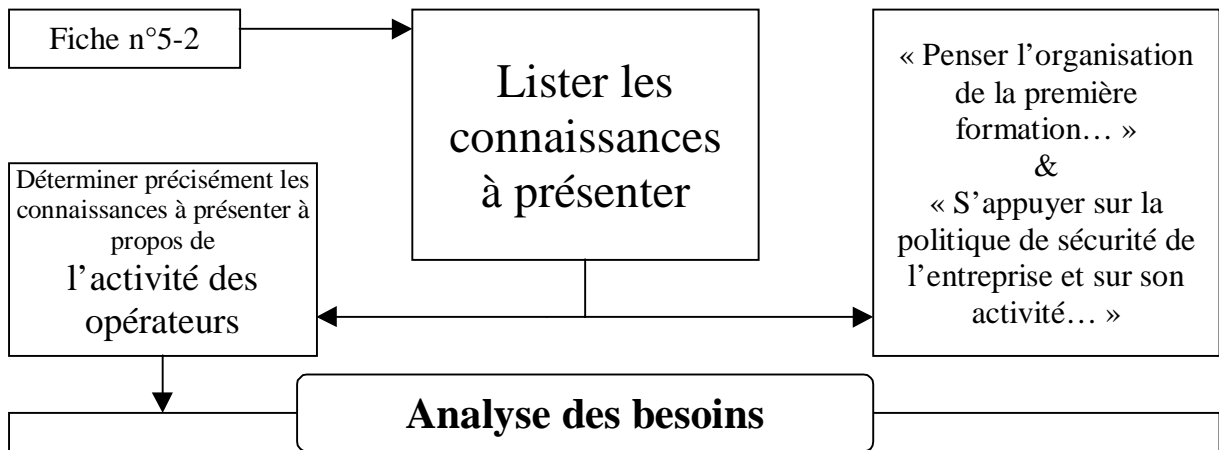 Fiche n°5-2
Lister les
connaissances
à présenter
« Penser l’organisation
de la première
formation… »
&
« S’appuyer sur la
politique de sécurité de
l’entreprise et sur son
activité… »
Déterminer précisément les
connaissances à présenter à
propos de
l’activité des
opérateurs
Analyse des besoins